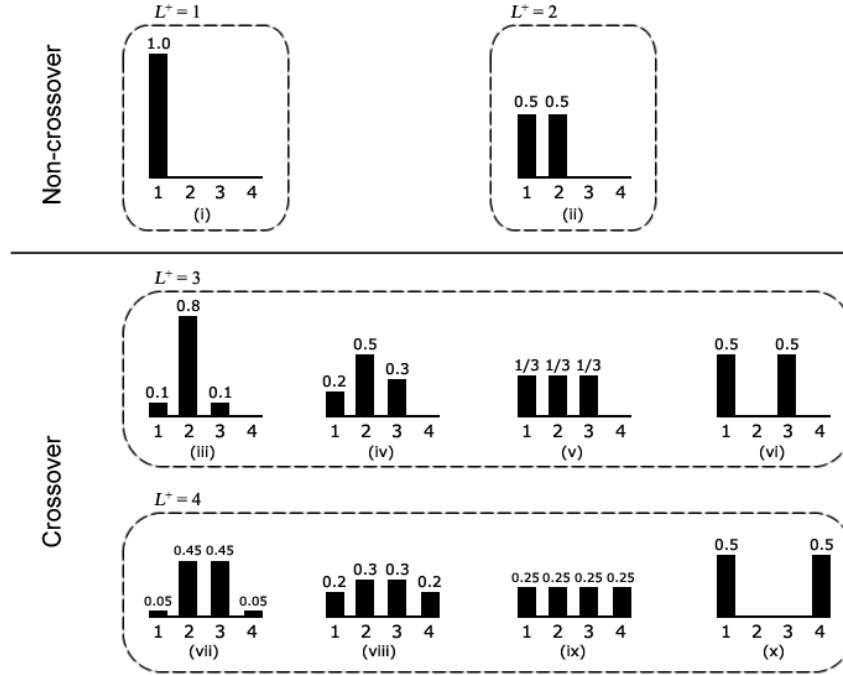 L⁺ = 1
L⁺ = 2
Non-crossover
1.0
1 2 3 4
(i)
0.5 0.5
1 2 3 4
(ii)
Crossover
L⁺ = 3
0.1 0.8 0.1
1 2 3 4
(iii)
0.2 0.5 0.3
1 2 3 4
(iv)
1/3 1/3 1/3
1 2 3 4
(v)
0.5 0.5
1 2 3 4
(vi)
L⁺ = 4
0.05 0.45 0.45 0.05
1 2 3 4
(vii)
0.2 0.3 0.3 0.2
1 2 3 4
(viii)
0.25 0.25 0.25 0.25
1 2 3 4
(ix)
0.5 0.5
1 2 3 4
(x)